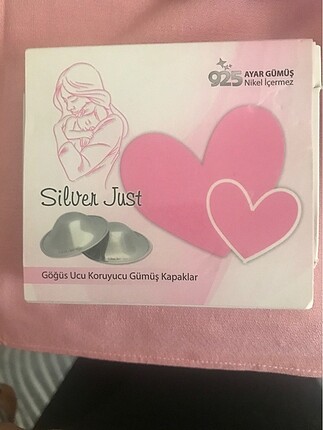 925 AYAR GÜMÜŞ
Nikel İçermez
Silver Just
Göğüs Ucu Koruyucu Gümüş Kapaklar